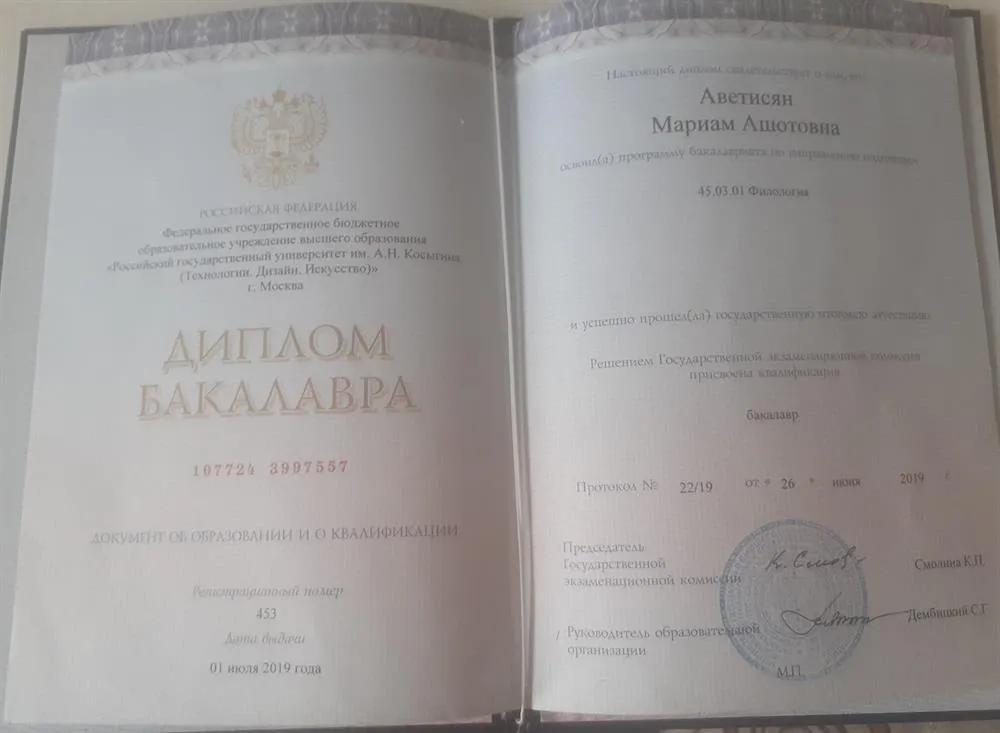 РОССИЙСКАЯ ФЕДЕРАЦИЯ
Федеральное государственное бюджетное
образовательное учреждение высшего образования
«Российский государственный университет им. А.Н. Косыгина
(Технологии. Дизайн. Искусство)»
г. Москва
ДИПЛОМ
БАКАЛАВРА
107724 3997557
ДОКУМЕНТ ОБ ОБРАЗОВАНИИ И О КВАЛИФИКАЦИИ
Регистрационный номер
453
Дата выдачи
01 июля 2019 года
Настоящий диплом свидетельствует о том, что
Аветисян
Мариам Ашотовна
освоил(а) программу бакалавриата по направлению подготовки
45.03.01 Филология
и успешно прошел(ла) государственную итоговую аттестацию
Решением Государственной экзаменационной комиссии
присвоена квалификация
бакалавр
Протокол № 22/19 от « 26 » июня 2019 г.
Председатель
Государственной
экзаменационной комиссии
Смолина К.П.
Руководитель образовательной
организации
Дембицкий С.Г
М.П.